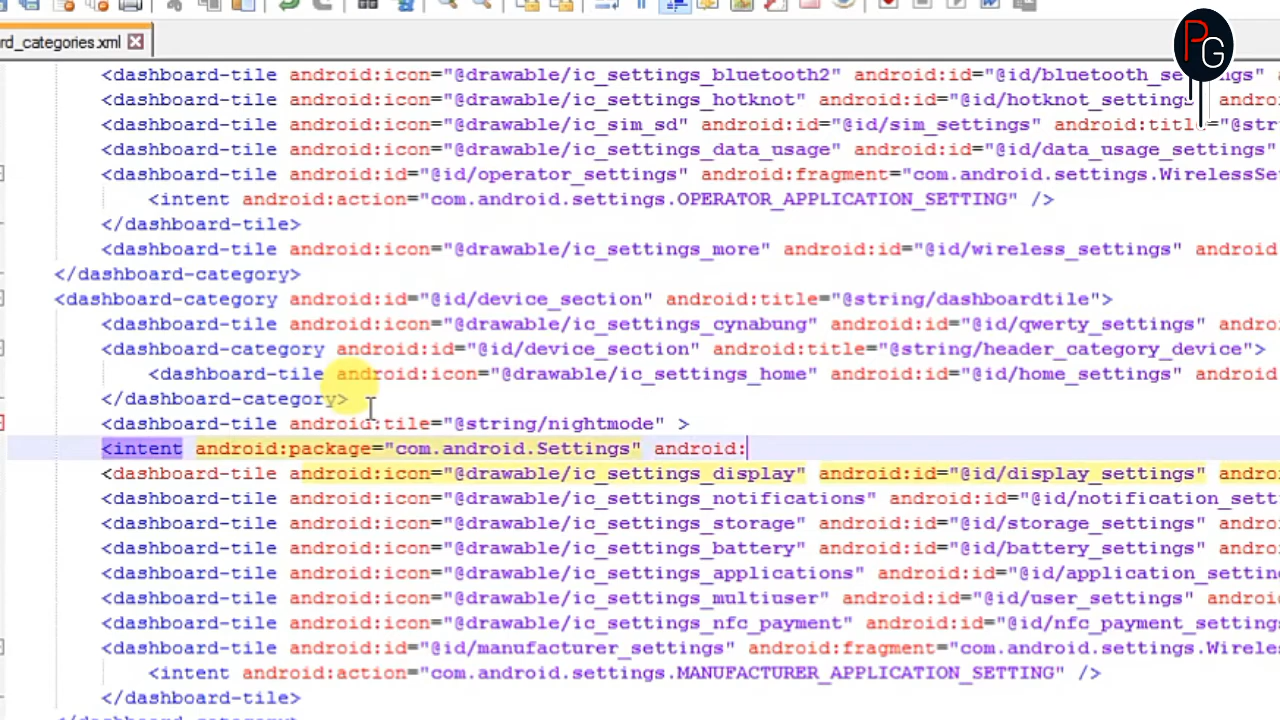 rd_categories.xml
PG
<dashboard-tile android:icon="@drawable/ic_settings_bluetooth2" android:id="@id/bluetooth_se ngs"
<dashboard-tile android:icon="@drawable/ic_settings_hotknot" android:id="@id/hotknot_settings andro
<dashboard-tile android:icon="@drawable/ic_sim_sd" android:id="@id/sim_settings" android:title="@str
<dashboard-tile android:icon="@drawable/ic_settings_data_usage" android:id="@id/data_usage_settings"
<dashboard-tile android:id="@id/operator_settings" android:fragment="com.android.settings.WirelessSe
<intent android:action="com.android.settings.OPERATOR_APPLICATION_SETTING" />
</dashboard-tile>
<dashboard-tile android:icon="@drawable/ic_settings_more" android:id="@id/wireless_settings" android
</dashboard-category>
<dashboard-category android:id="@id/device_section" android:title="@string/dashboardtile">
<dashboard-tile android:icon="@drawable/ic_settings_cynabung" android:id="@id/qwerty_settings" andro
<dashboard-category android:id="@id/device_section" android:title="@string/header_category_device">
<dashboard-tile android:icon="@drawable/ic_settings_home" android:id="@id/home_settings" android
</dashboard-category>
<dashboard-tile android:tile="@string/nightmode" >
<intent android:package="com.android.Settings" android:
<dashboard-tile android:icon="@drawable/ic_settings_display" android:id="@id/display_settings" andro
<dashboard-tile android:icon="@drawable/ic_settings_notifications" android:id="@id/notification_sett
<dashboard-tile android:icon="@drawable/ic_settings_storage" android:id="@id/storage_settings" andro
<dashboard-tile android:icon="@drawable/ic_settings_battery" android:id="@id/battery_settings" andro
<dashboard-tile android:icon="@drawable/ic_settings_applications" android:id="@id/application_settin
<dashboard-tile android:icon="@drawable/ic_settings_multiuser" android:id="@id/user_settings" androi
<dashboard-tile android:icon="@drawable/ic_settings_nfc_payment" android:id="@id/nfc_payment_settings
<dashboard-tile android:id="@id/manufacturer_settings" android:fragment="com.android.settings.Wirele
<intent android:action="com.android.settings.MANUFACTURER_APPLICATION_SETTING" />
</dashboard-tile>
</dashboard-category>